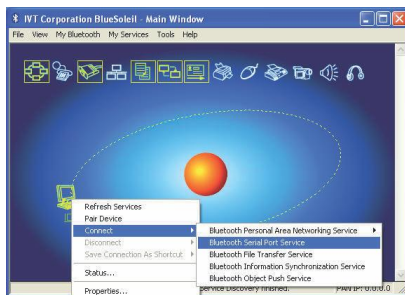 IVT Corporation BlueSoleil - Main Window
File View My Bluetooth My Services Tools Help
Refresh Services
Pair Device
Connect
Disconnect
Save Connection As Shortcut
Status...
Properties...
Bluetooth Personal Area Networking Service
Bluetooth Serial Port Service
Bluetooth File Transfer Service
Bluetooth Information Synchronization Service
Bluetooth Object Push Service
Service Discovery finished.
PAN IP: 0.0.0.0